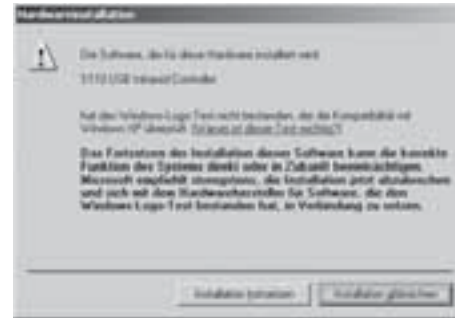 Hardwareinstallation
Die Software, die für diese Hardware installiert wird:
USB
hat den Windows-Logo-Test nicht bestanden, der die Kompatibilität mit
Windows XP überprüft. (Warum ist dieser Test wichtig?)
Das Fortsetzen der Installation dieser Software kann die korrekte
Funktion des Systems direkt oder in Zukunft beeinträchtigen.
Microsoft empfiehlt strengstens, die Installation jetzt abzubrechen
und sich mit dem Hardwarehersteller für Software, die den
Windows-Logo-Test bestanden hat, in Verbindung zu setzen.
Installation fortsetzen
Installation abbrechen